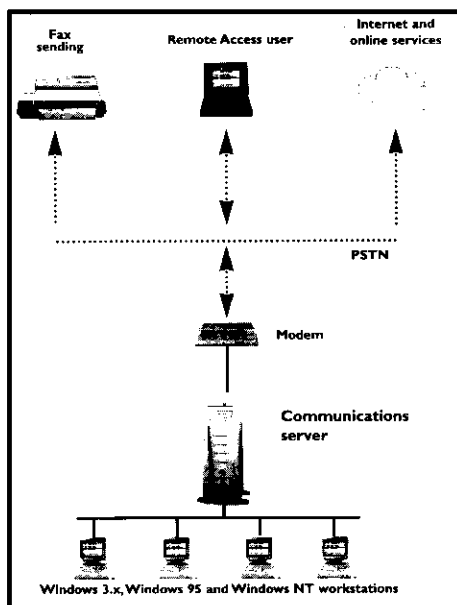 Fax
sending
Remote Access user
Internet and
online services
PSTN
Modem
Communications
server
Windows 3.x, Windows 95 and Windows NT workstations